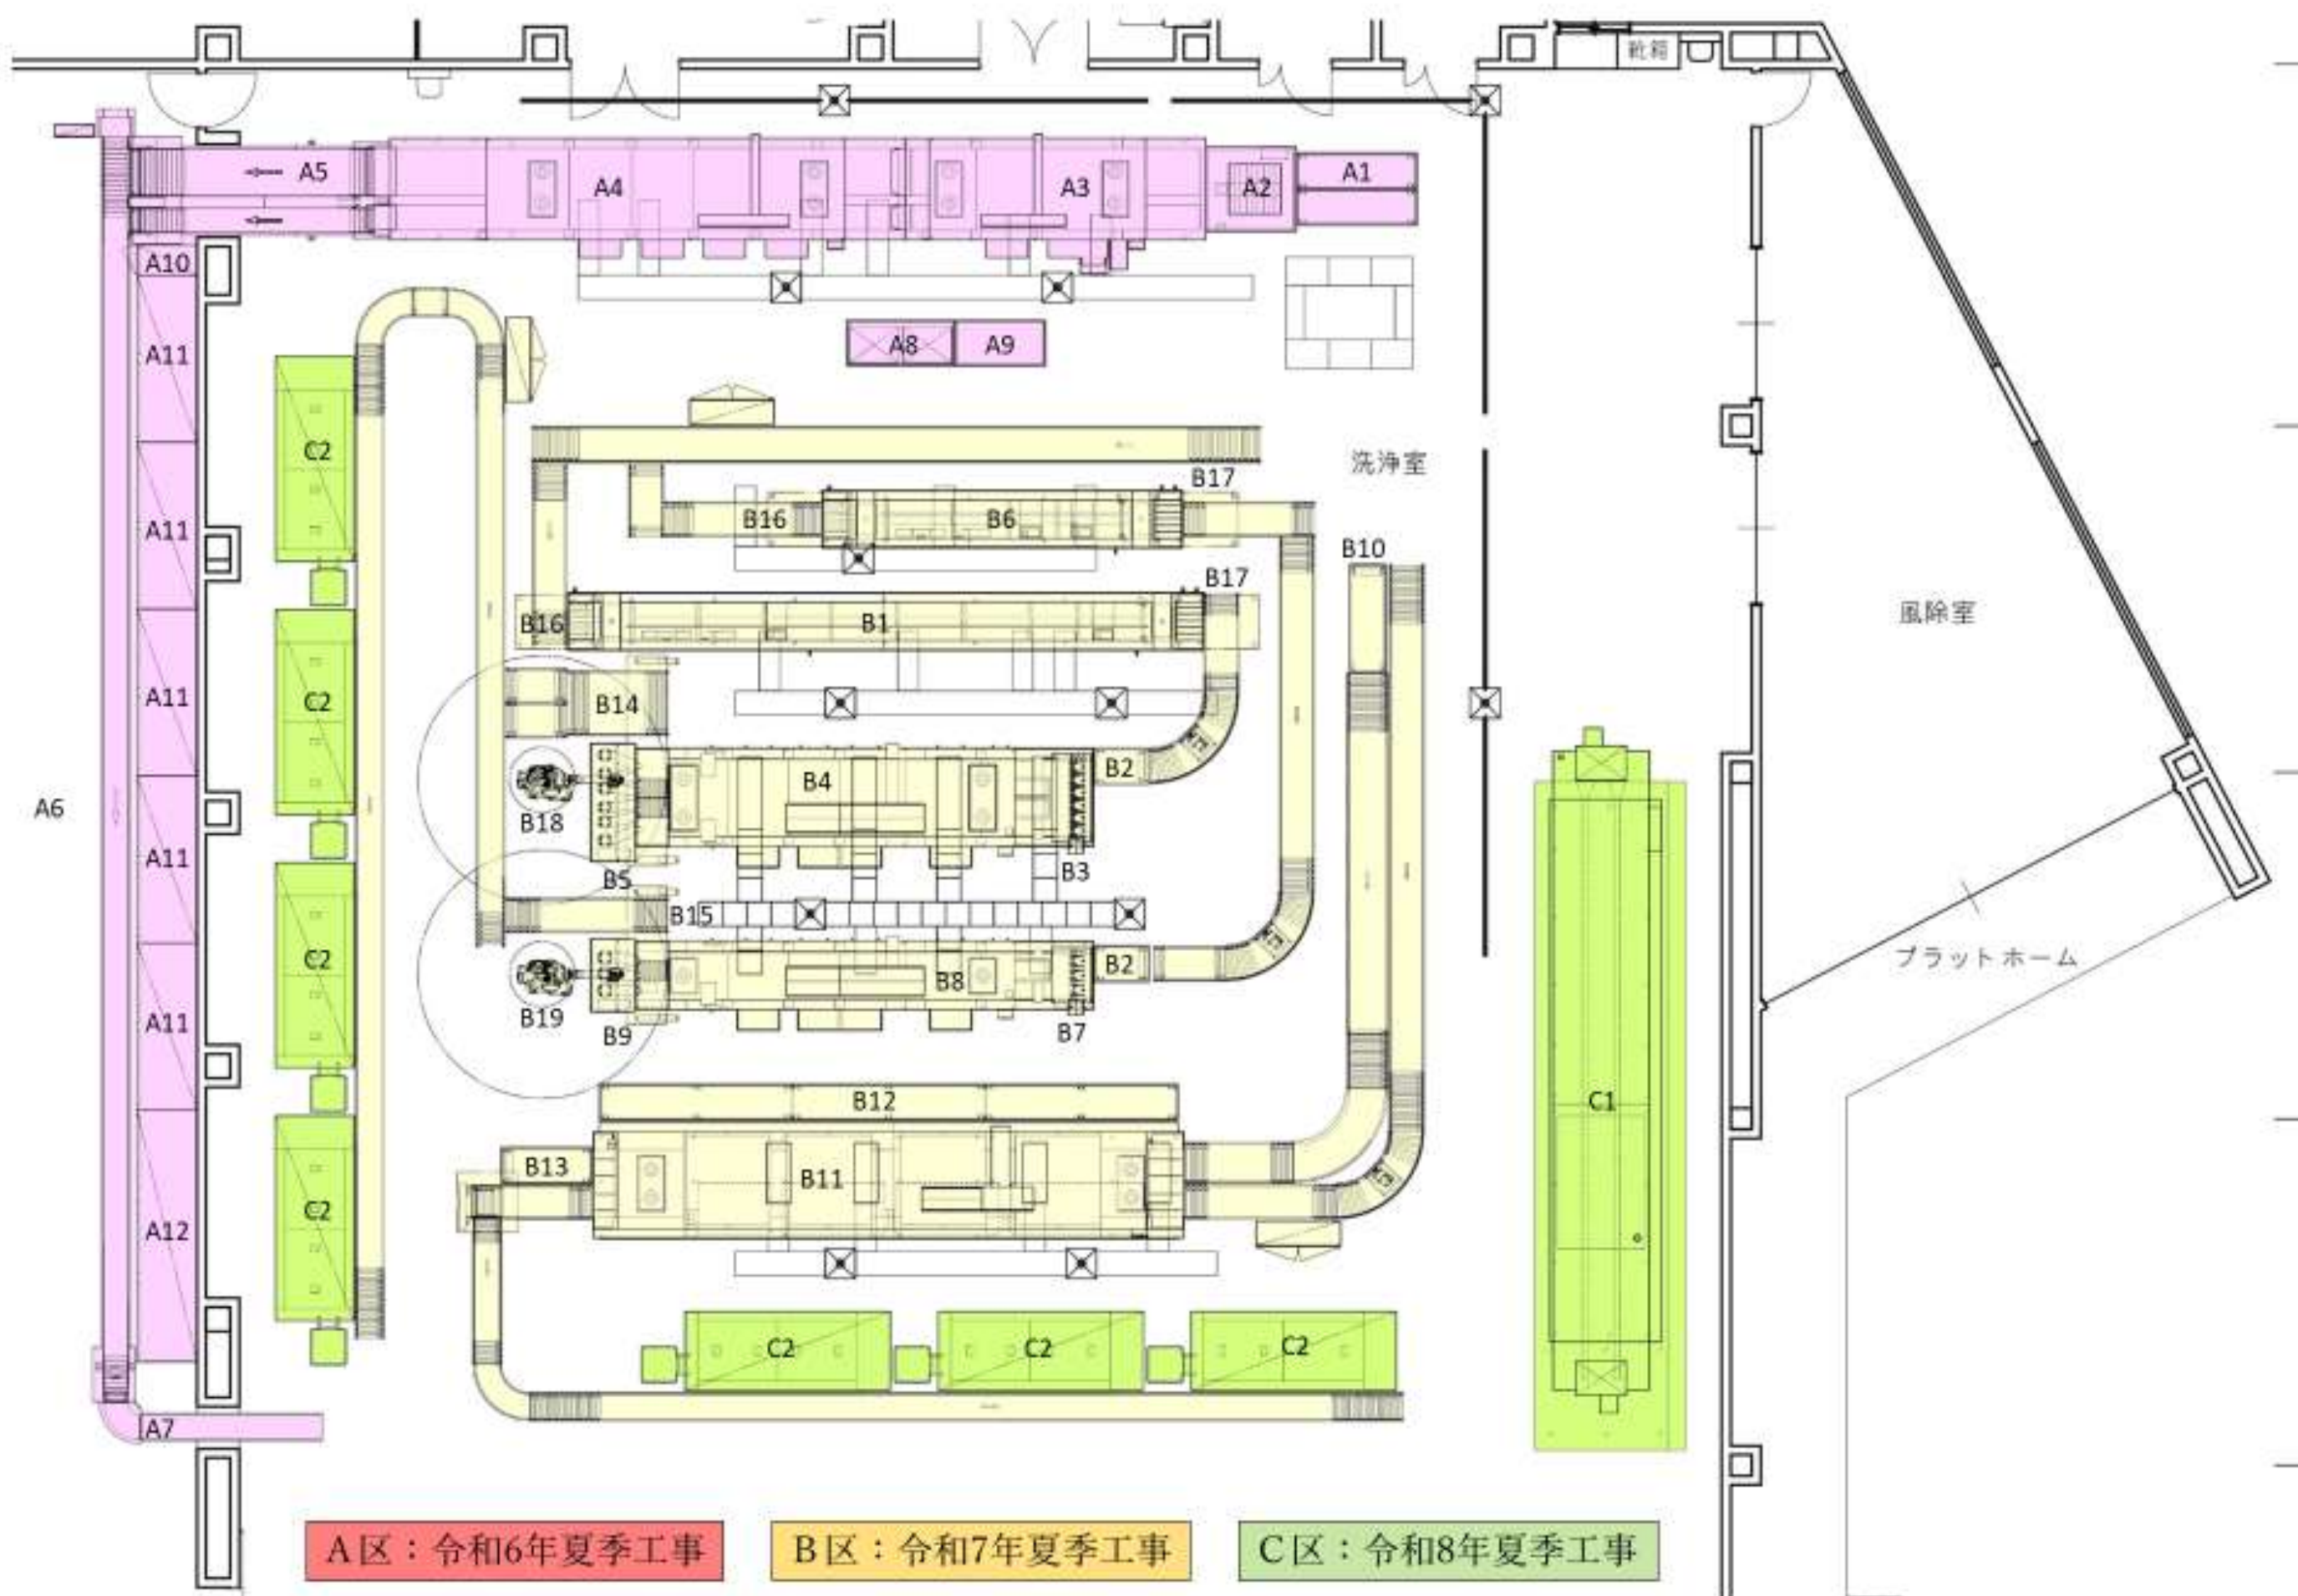 靴箱
A5
A4
A3
A2
A1
A10
A11
A8
A9
C2
洗浄室
B17
B16
B6
A11
B10
B17
B16
B1
風除室
A11
C2
B14
B2
B4
A6
B18
A11
B5
B3
B15
C2
B2
B8
プラットホーム
B19
B9
B7
A11
B12
C1
B13
B11
C2
A12
C2
C2
C2
A7
A区：令和6年夏季工事
B区：令和7年夏季工事
C区：令和8年夏季工事